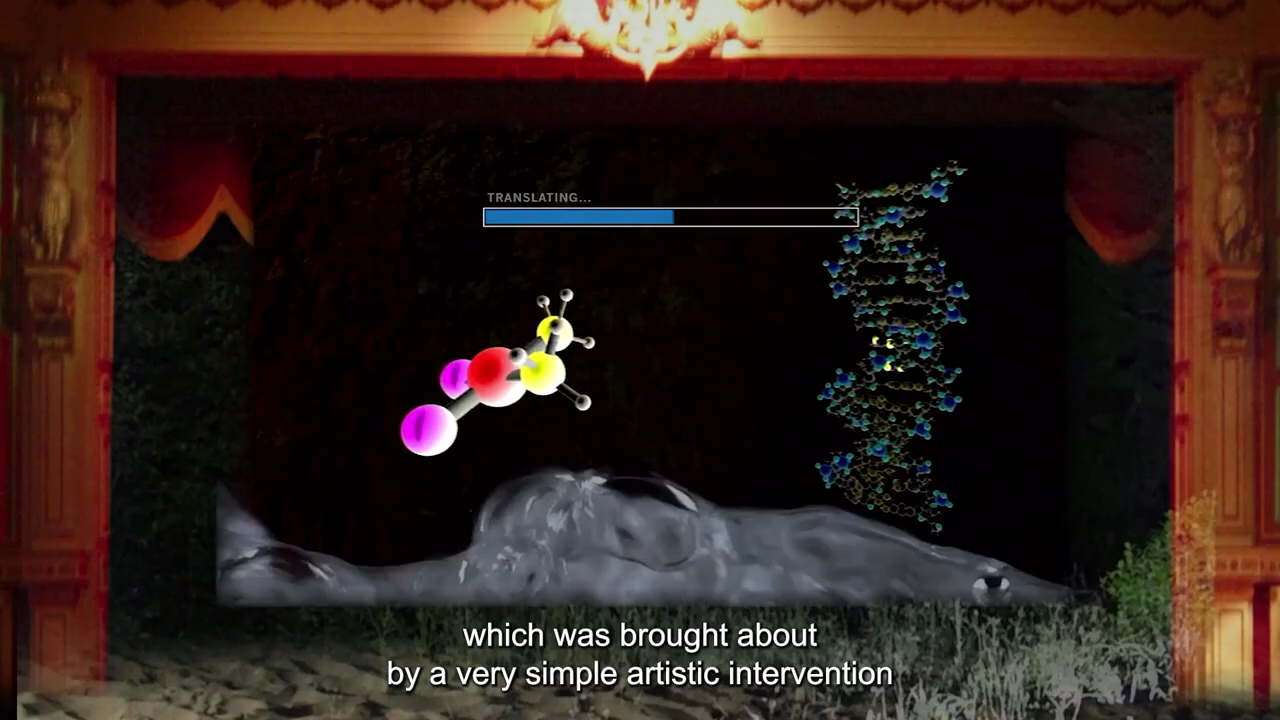 TRANSLATING...
which was brought about
by a very simple artistic intervention